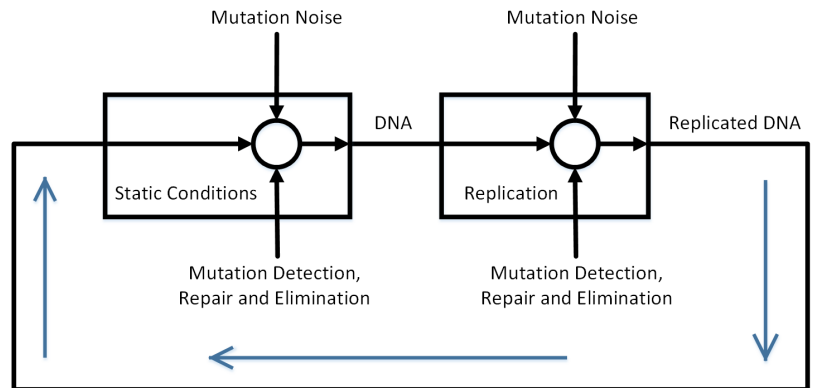 Mutation Noise
Mutation Noise
DNA
Replicated DNA
Static Conditions
Replication
Mutation Detection,
Repair and Elimination
Mutation Detection,
Repair and Elimination